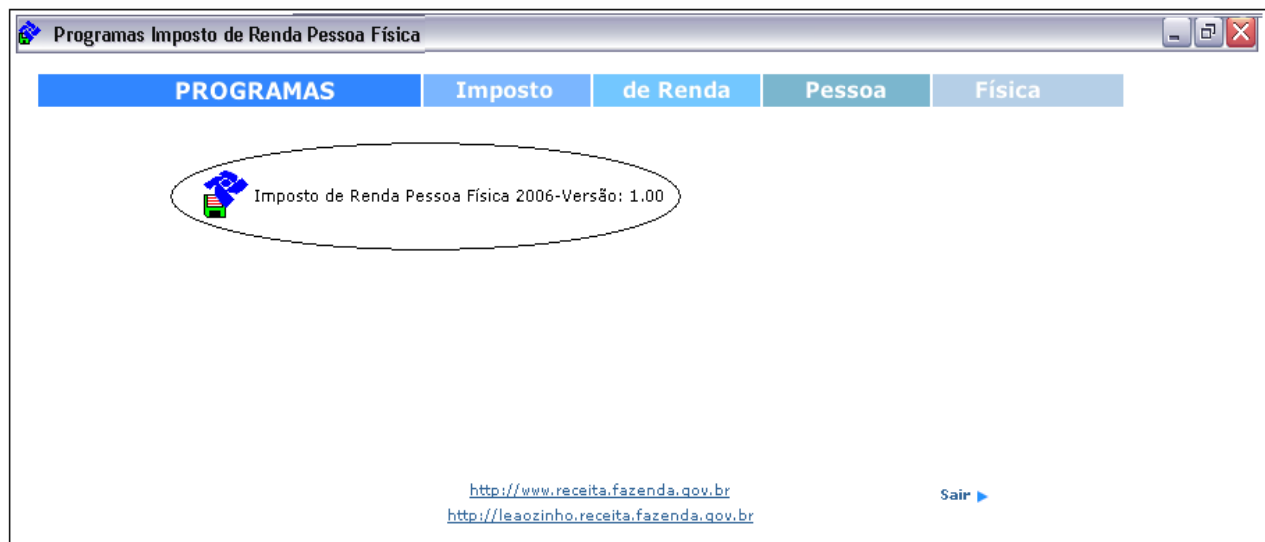 Programas Imposto de Renda Pessoa Física
PROGRAMAS Imposto de Renda Pessoa Física
Imposto de Renda Pessoa Física 2006-Versão: 1.00
http://www.receita.fazenda.gov.br
Sair
http://leaozinho.receita.fazenda.gov.br